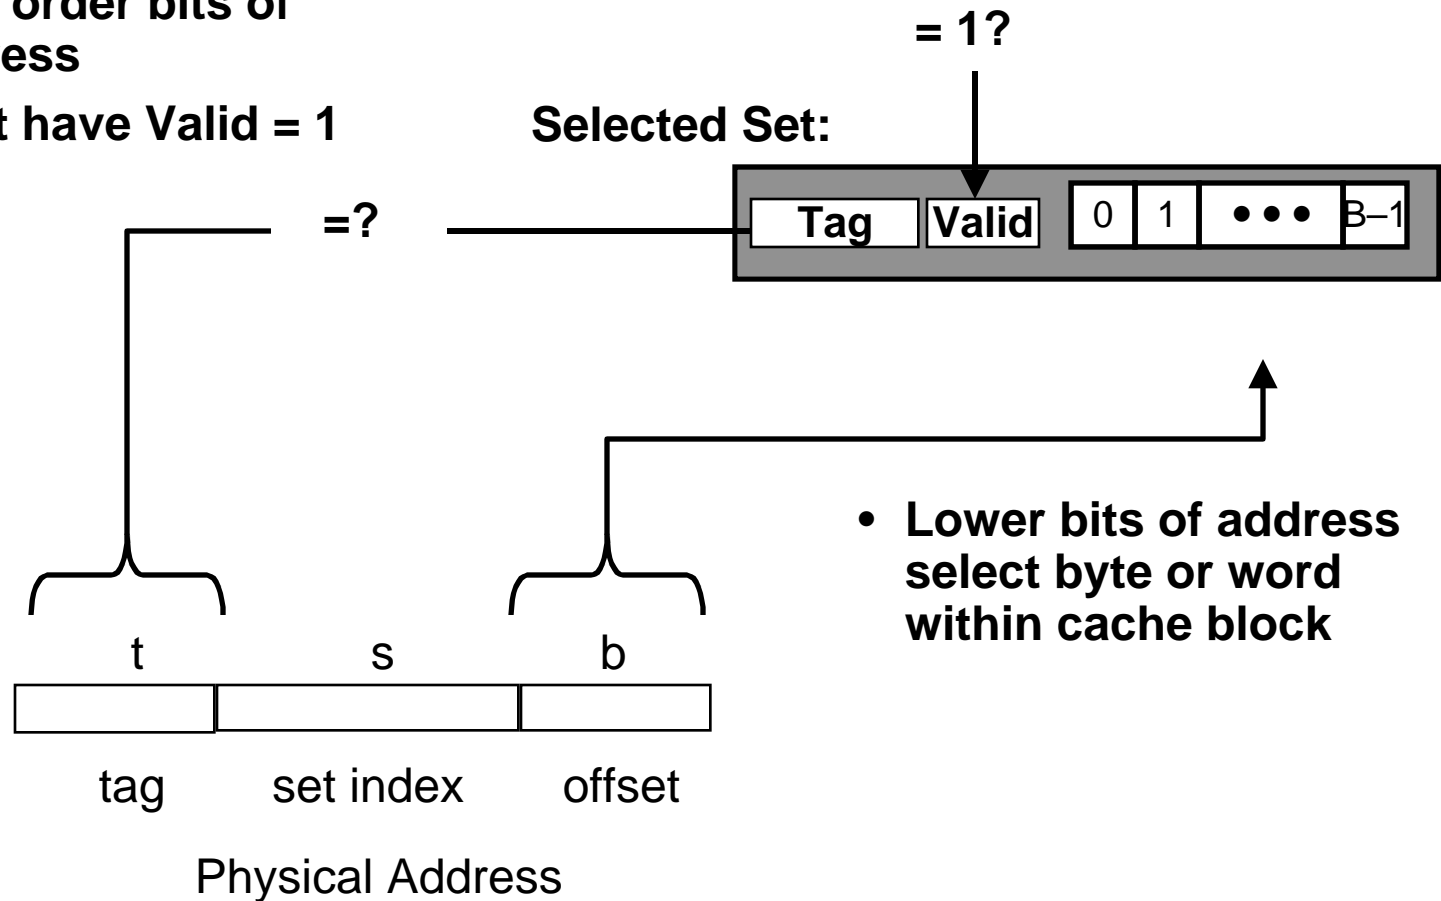 order bits of
ess
t have Valid = 1
= 1?
Selected Set:
=?
Tag Valid 0 1 ••• B–1
• Lower bits of address
select byte or word
within cache block
t s b
tag set index offset
Physical Address